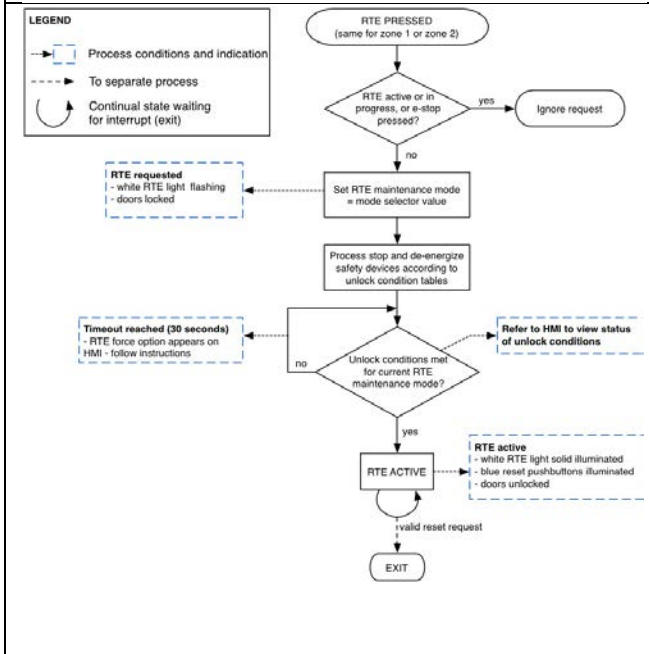 LEGEND
Process conditions and indication
To separate process
Continual state waiting
for interrupt (exit)
RTE PRESSED
(same for zone 1 or zone 2)
RTE active or in
progress, or e-stop
pressed?
yes
Ignore request
no
RTE requested
- white RTE light flashing
- doors locked
Set RTE maintenance mode
= mode selector value
Process stop and de-energize
safety devices according to
unlock condition tables
Timeout reached (30 seconds)
- RTE force option appears on
HMI - follow instructions
no
Unlock conditions met
for current RTE
maintenance mode?
Refer to HMI to view status
of unlock conditions
yes
RTE ACTIVE
RTE active
- white RTE light solid illuminated
- blue reset pushbuttons illuminated
- doors unlocked
valid reset request
EXIT